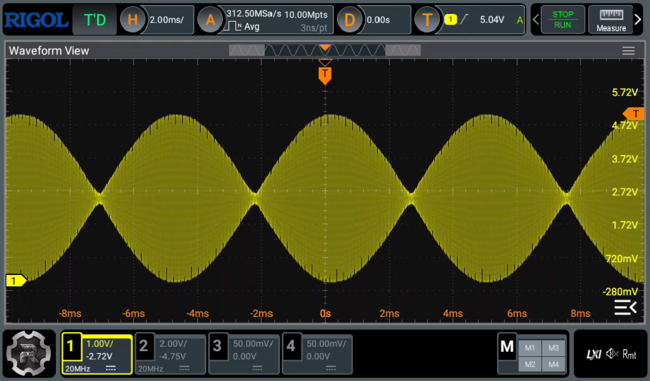 RIGOL T'D H 2.00ms/ A 312.50MSa/s 10.00Mpts Avg 3ns/pt D 0.00s T 1 5.04V A STOP RUN Measure
Waveform View
T
5.72V
T
4.72V
3.72V
2.72V
1.72V
720mV
1
-280mV
-8ms -6ms -4ms -2ms 0s 2ms 4ms 6ms 8ms
1 1.00V/ -2.72V 20MHz
2 2.00V/ -4.75V 20MHz
3 50.00mV/ 0.00V
4 50.00mV/ 0.00V
M M1 M3 M2 M4
LXI Rmt